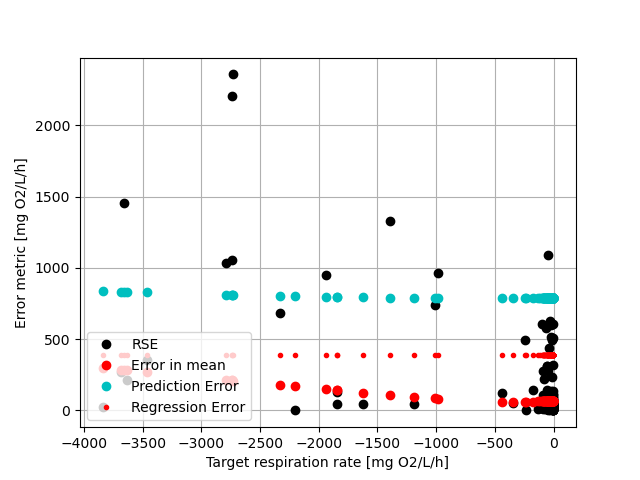 2000
1500
1000
500
0
Error metric [mg O2/L/h]
RSE
Error in mean
Prediction Error
Regression Error
−4000 −3500 −3000 −2500 −2000 −1500 −1000 −500 0
Target respiration rate [mg O2/L/h]